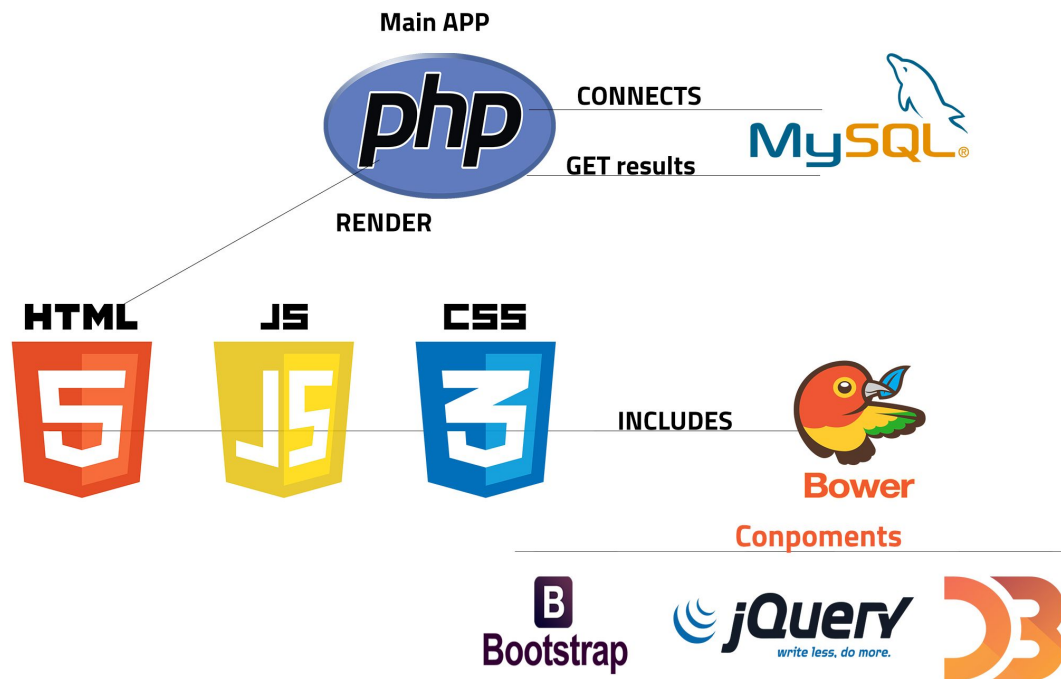 Main APP
php
CONNECTS
MySQL®
GET results
RENDER
HTML
JS
CSS
5
JS
3
INCLUDES
Bower
Conpoments
B
Bootstrap
jQuery
write less, do more.
D3